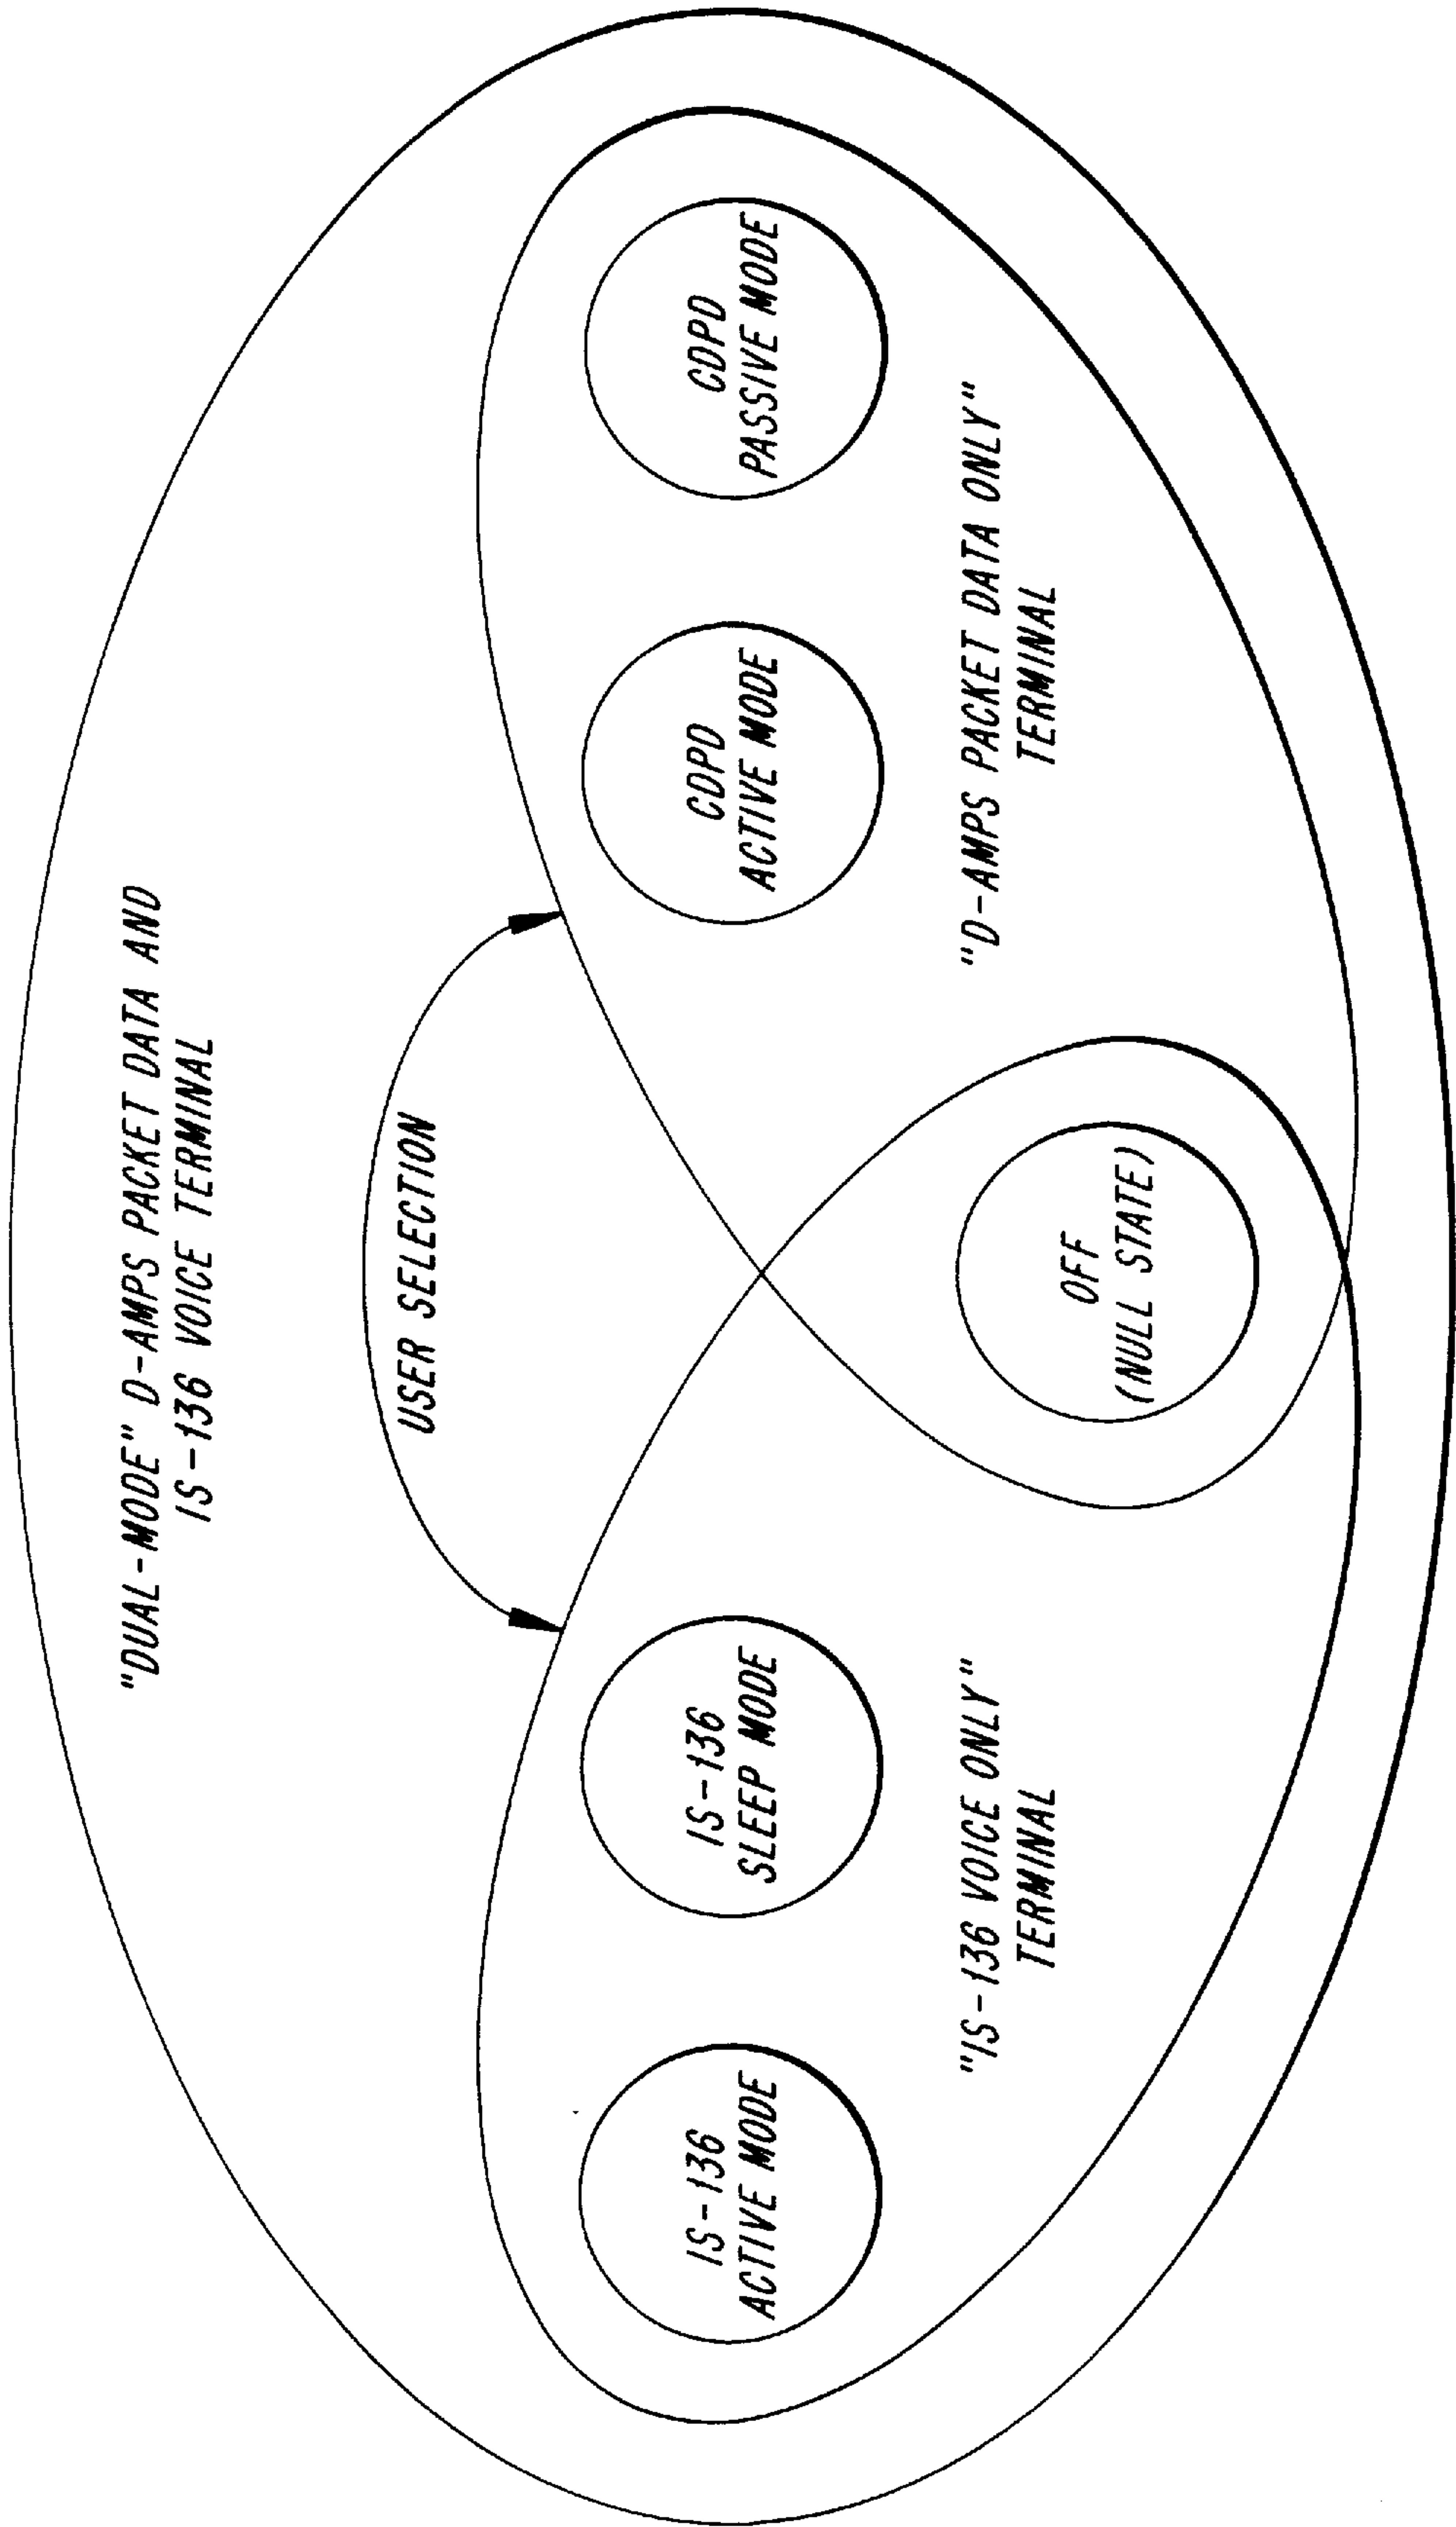 "DUAL-MODE" D-AMPS PACKET DATA AND
IS-136 VOICE TERMINAL
USER SELECTION
IS-136
ACTIVE MODE
IS-136
SLEEP MODE
CDPD
ACTIVE MODE
CDPD
PASSIVE MODE
"IS-136 VOICE ONLY"
TERMINAL
OFF
(NULL STATE)
"D-AMPS PACKET DATA ONLY"
TERMINAL